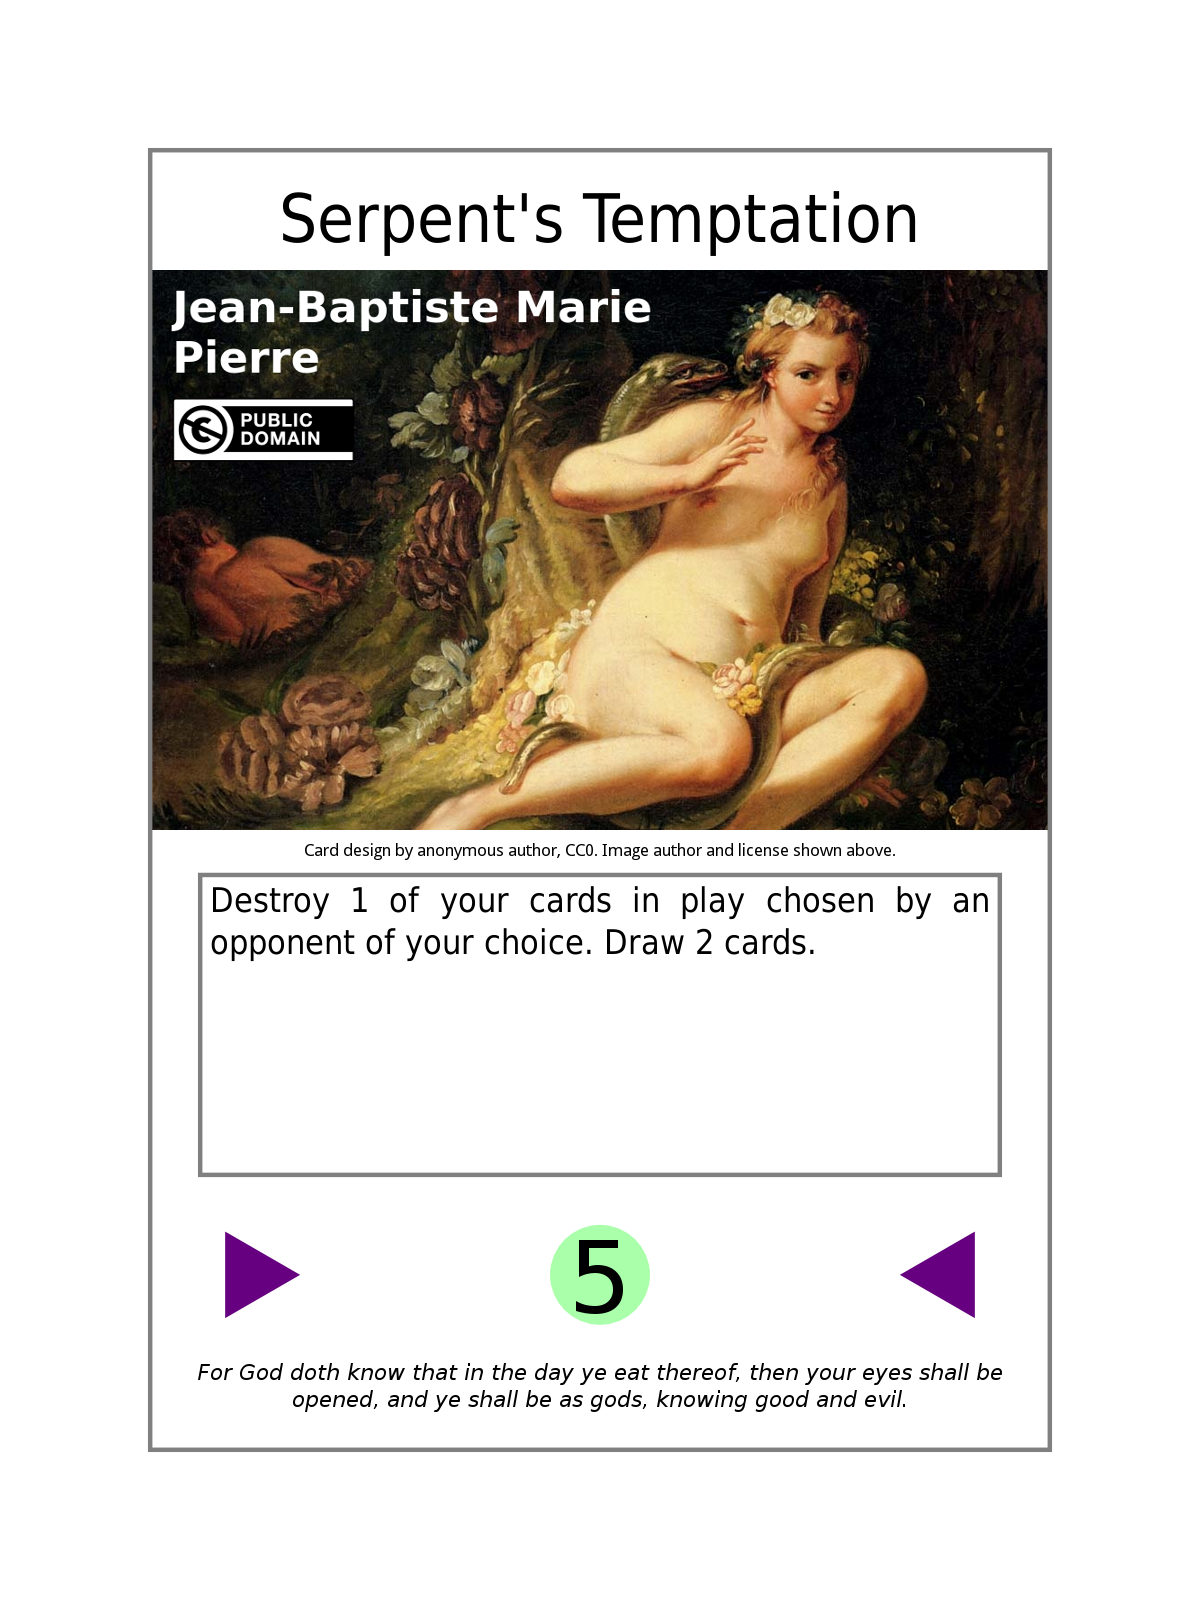 Serpent's Temptation
Jean-Baptiste Marie
Pierre
PUBLIC
DOMAIN
Card design by anonymous author, CC0. Image author and license shown above.
Destroy 1 of your cards in play chosen by an
opponent of your choice. Draw 2 cards.
5
For God doth know that in the day ye eat thereof, then your eyes shall be
opened, and ye shall be as gods, knowing good and evil.